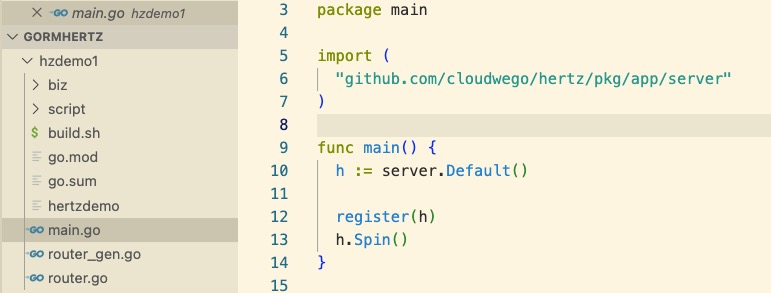 main.go hzdemo1
GORMHERTZ
hzdemo1
biz
script
$ build.sh
go.mod
go.sum
hertzdemo
GO main.go
GO router_gen.go
GO router.go
3 package main
4
5 import (
6 "github.com/cloudwego/hertz/pkg/app/server"
7 )
8
9 func main() {
10 h := server.Default()
11
12 register(h)
13 h.Spin()
14 }
15